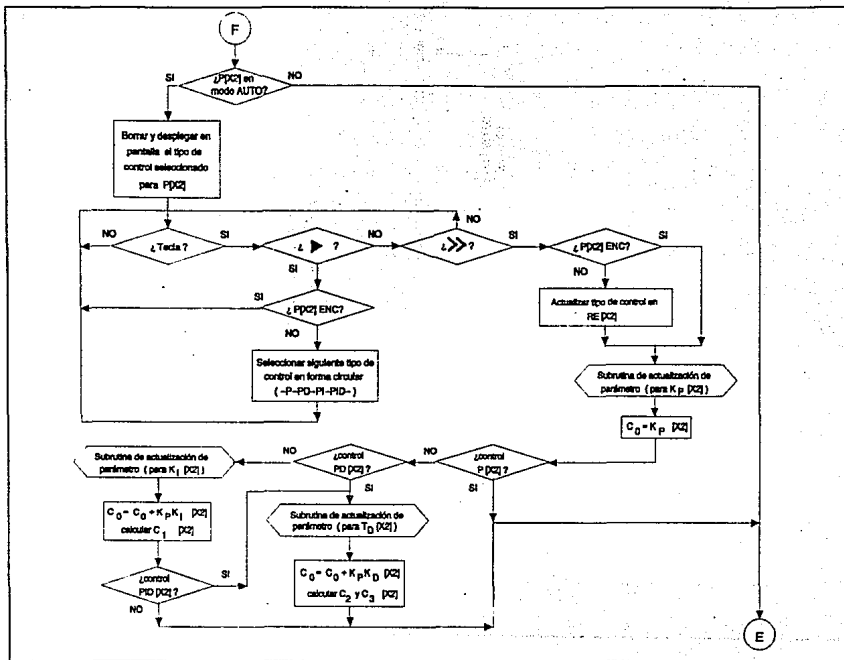 F
¿P[X2] en
modo AUTO?
SI
NO
Borrar y desplegar en
pantalla el tipo de
control seleccionado
para P[X2]
NO
NO
¿Tecla?
SI
¿ ▶ ?
NO
¿ >> ?
SI
¿P[X2] ENC?
SI
SI
NO
SI
¿P[X2] ENC?
Actualizar tipo de control en
RE [X2]
NO
Seleccionar siguiente tipo de
control en forma circular
( -P-PD-PI-PID- )
Subrutina de actualización de
parámetro ( para K P [X2] )
C 0 = K P [X2]
Subrutina de actualización de
parámetro ( para K I [X2] )
NO
¿control
PD [X2] ?
NO
¿control
P [X2] ?
SI
SI
C 0 = C 0 + K P K I [X2]
calcular C 1 [X2]
Subrutina de actualización de
parámetro ( para T D [X2] )
¿control
PID [X2] ?
SI
NO
C 0 = C 0 + K P K D [X2]
calcular C 2 y C 3 [X2]
E